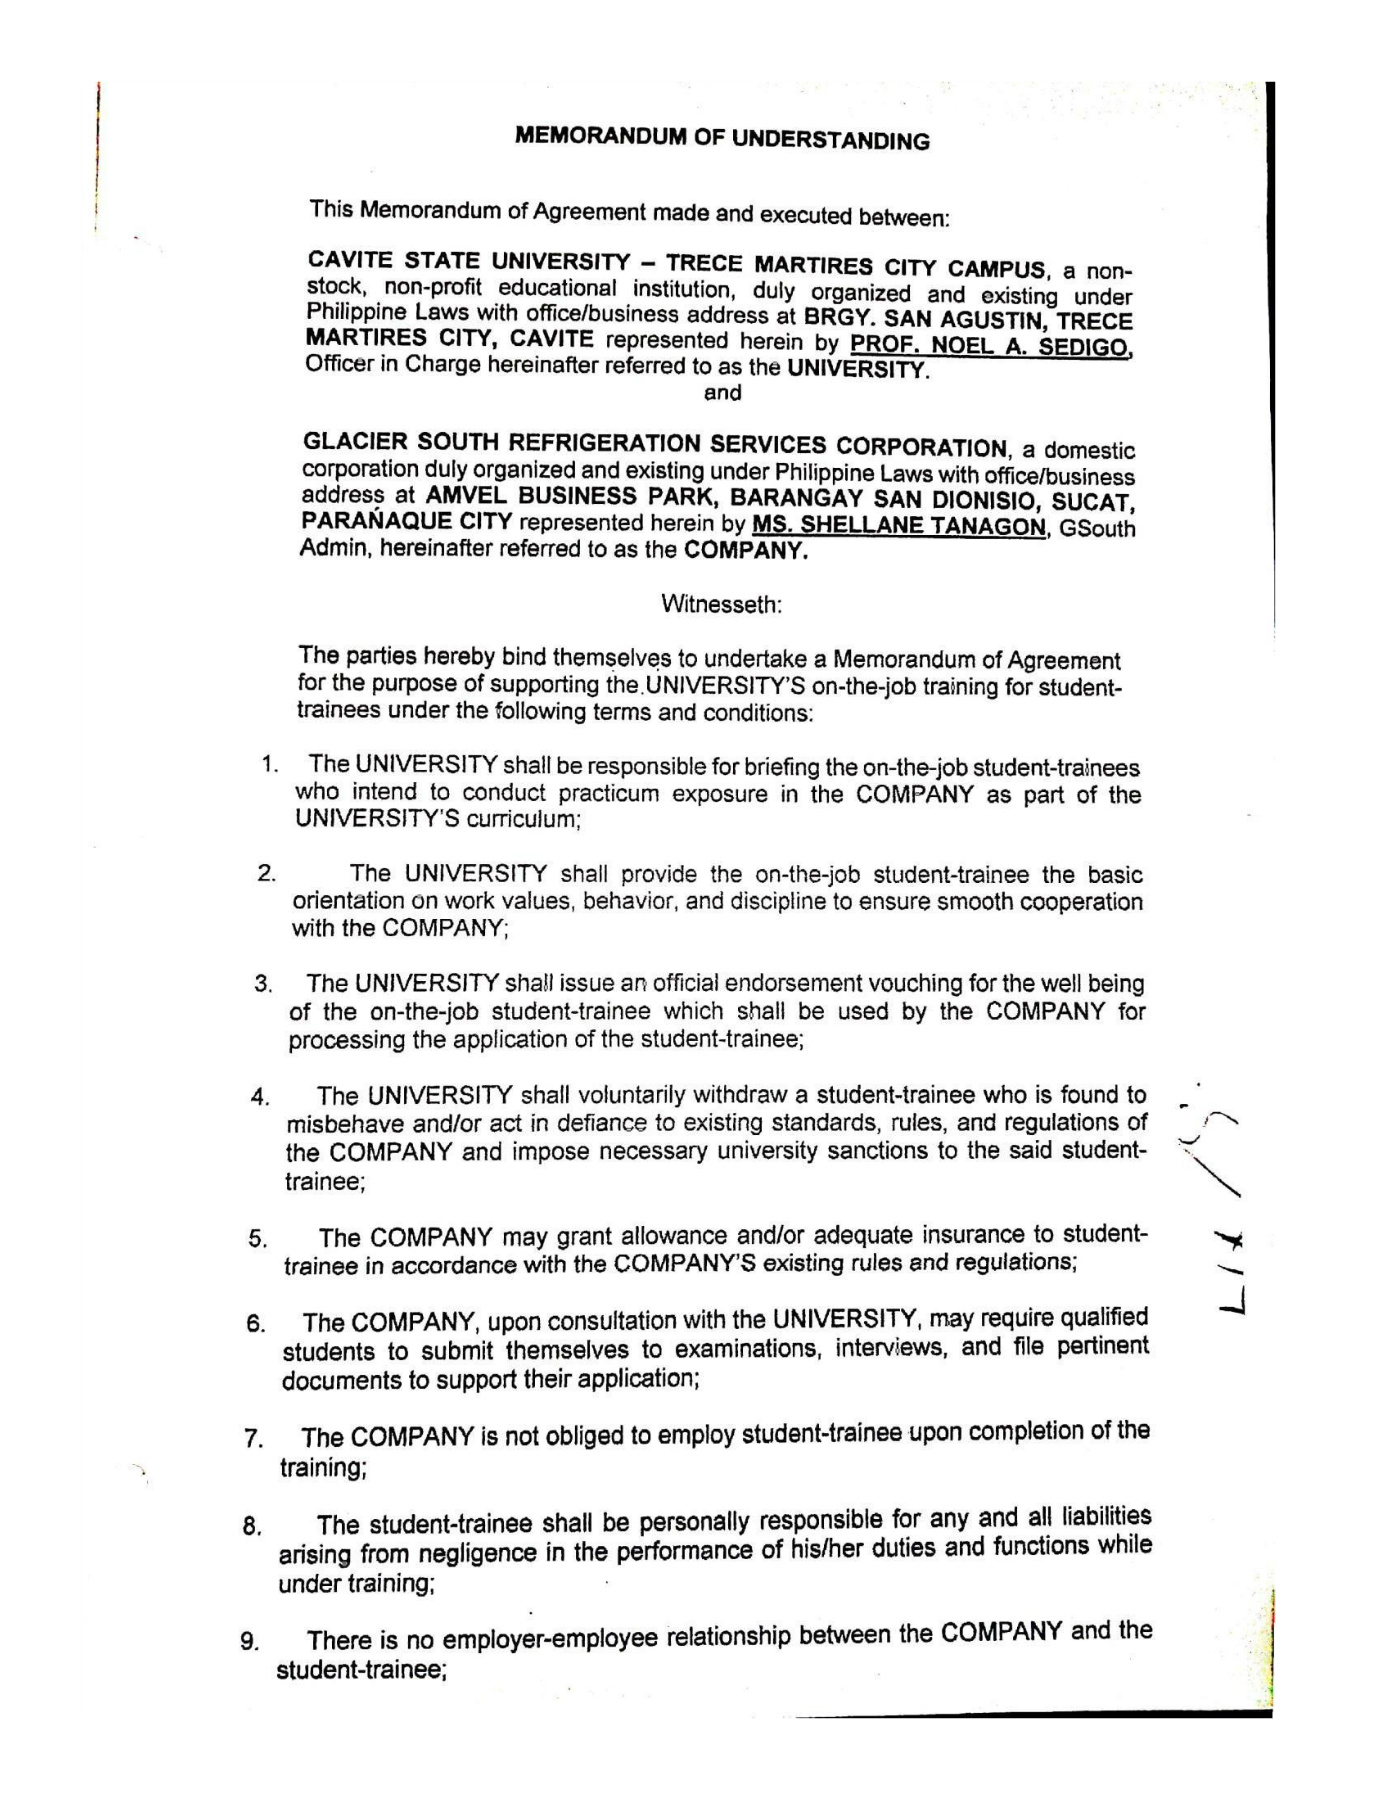 MEMORANDUM OF UNDERSTANDING
This Memorandum of Agreement made and executed between:
CAVITE STATE UNIVERSITY – TRECE MARTIRES CITY CAMPUS, a non-
stock, non-profit educational institution, duly organized and existing under
Philippine Laws with office/business address at BRGY. SAN AGUSTIN, TRECE
MARTIRES CITY, CAVITE represented herein by PROF. NOEL A. SEDIGO,
Officer in Charge hereinafter referred to as the UNIVERSITY.
and
GLACIER SOUTH REFRIGERATION SERVICES CORPORATION, a domestic
corporation duly organized and existing under Philippine Laws with office/business
address at AMVEL BUSINESS PARK, BARANGAY SAN DIONISIO, SUCAT,
PARAÑAQUE CITY represented herein by MS. SHELLANE TANAGON, GSouth
Admin, hereinafter referred to as the COMPANY.
Witnesseth:
The parties hereby bind themselves to undertake a Memorandum of Agreement
for the purpose of supporting the UNIVERSITY'S on-the-job training for student-
trainees under the following terms and conditions:
1. The UNIVERSITY shall be responsible for briefing the on-the-job student-trainees
who intend to conduct practicum exposure in the COMPANY as part of the
UNIVERSITY'S curriculum;
2. The UNIVERSITY shall provide the on-the-job student-trainee the basic
orientation on work values, behavior, and discipline to ensure smooth cooperation
with the COMPANY;
3. The UNIVERSITY shall issue an official endorsement vouching for the well being
of the on-the-job student-trainee which shall be used by the COMPANY for
processing the application of the student-trainee;
4. The UNIVERSITY shall voluntarily withdraw a student-trainee who is found to
misbehave and/or act in defiance to existing standards, rules, and regulations of
the COMPANY and impose necessary university sanctions to the said student-
trainee;
5. The COMPANY may grant allowance and/or adequate insurance to student-
trainee in accordance with the COMPANY'S existing rules and regulations;
6. The COMPANY, upon consultation with the UNIVERSITY, may require qualified
students to submit themselves to examinations, interviews, and file pertinent
documents to support their application;
7. The COMPANY is not obliged to employ student-trainee upon completion of the
training;
8. The student-trainee shall be personally responsible for any and all liabilities
arising from negligence in the performance of his/her duties and functions while
under training;
9. There is no employer-employee relationship between the COMPANY and the
student-trainee;